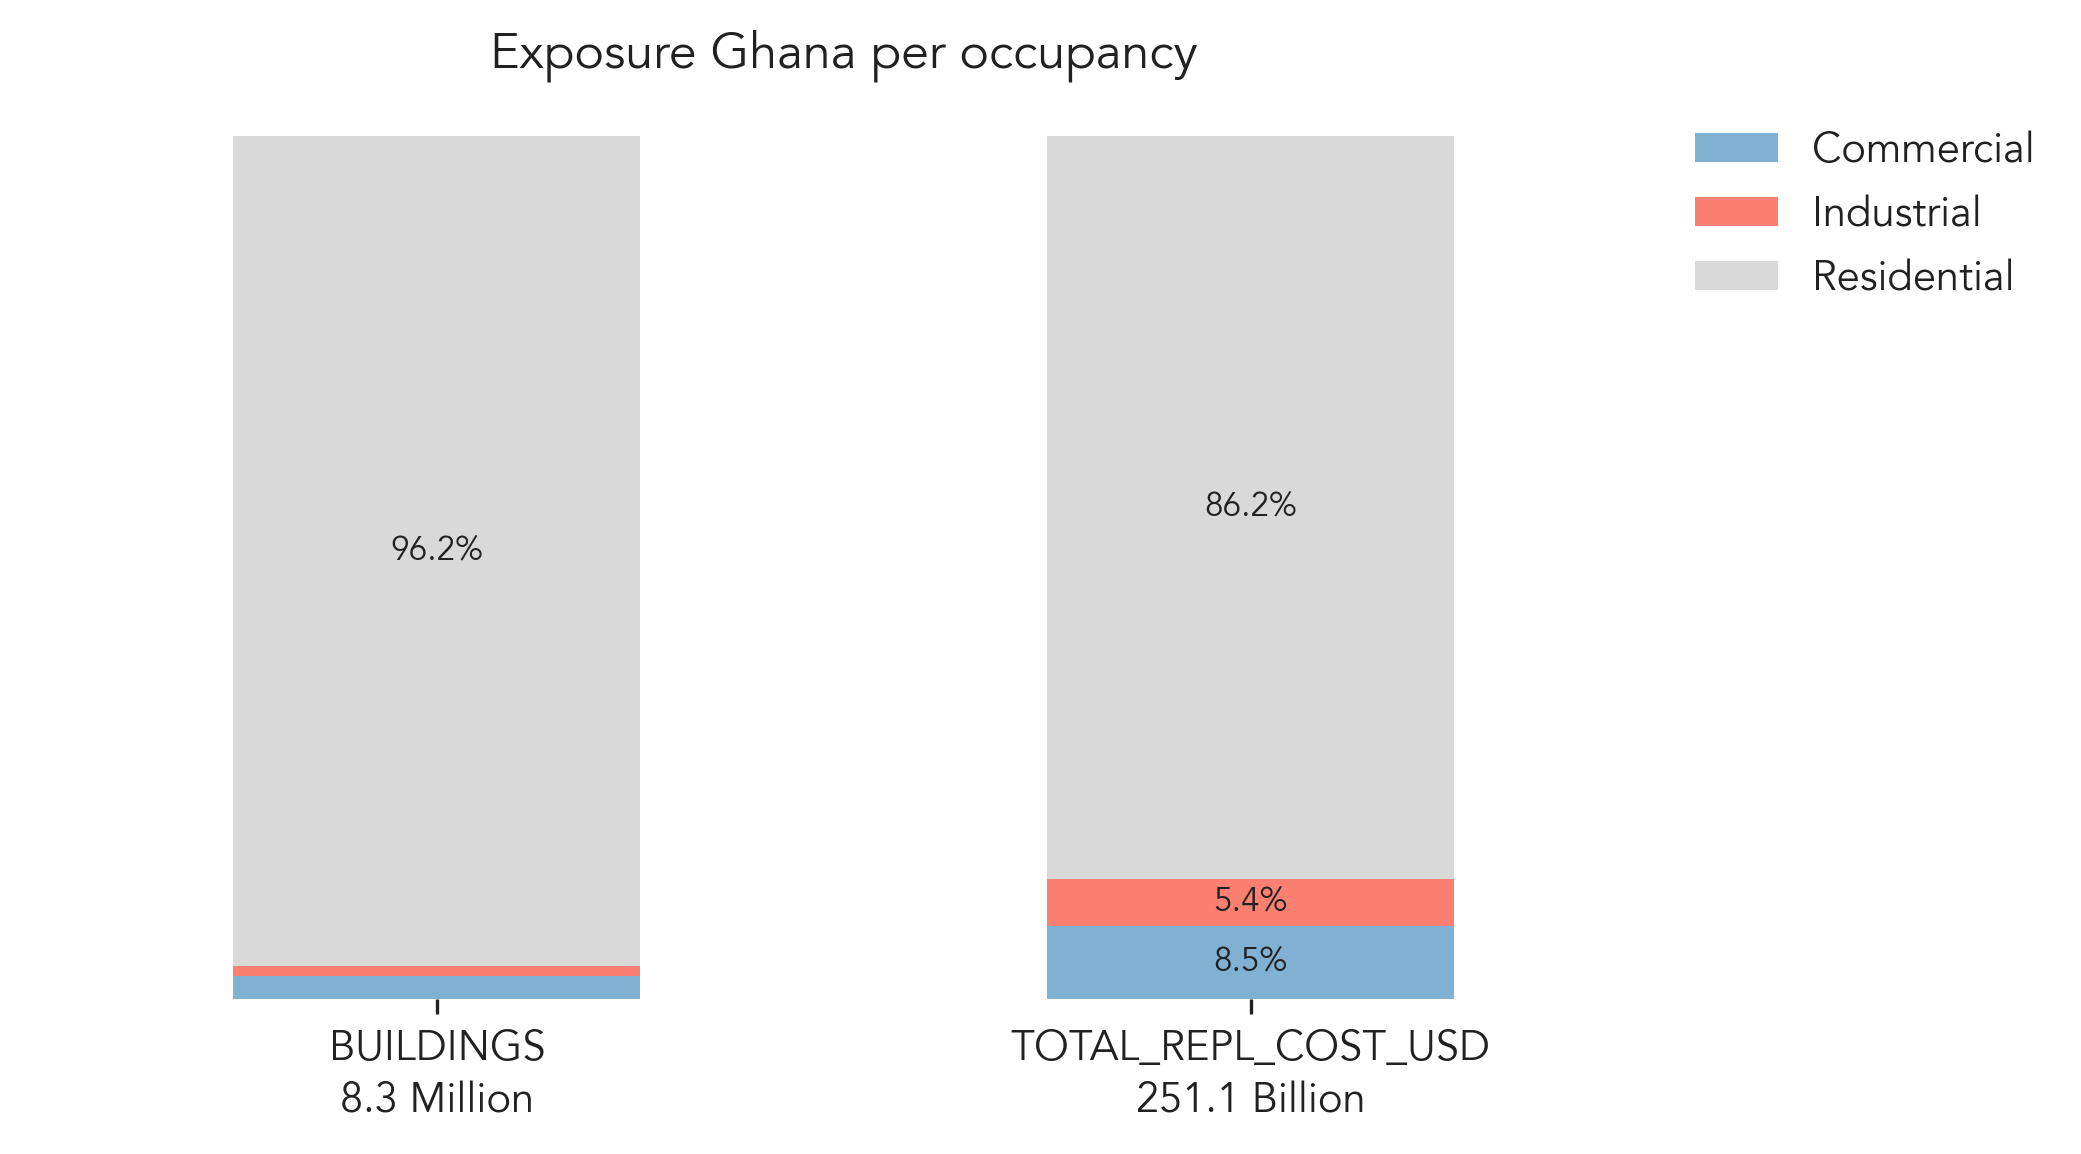 Exposure Ghana per occupancy
Commercial
Industrial
Residential
96.2%
86.2%
5.4%
8.5%
BUILDINGS
8.3 Million
TOTAL_REPL_COST_USD
251.1 Billion